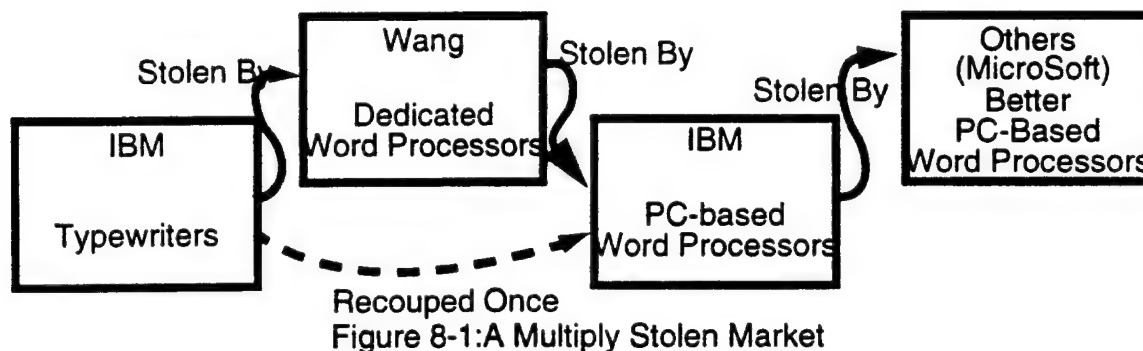 IBM
Typewriters
Stolen By
Wang
Dedicated
Word Processors
Stolen By
IBM
PC-based
Word Processors
Stolen By
Others
(MicroSoft)
Better
PC-Based
Word Processors
Recouped Once
Figure 8-1:A Multiply Stolen Market